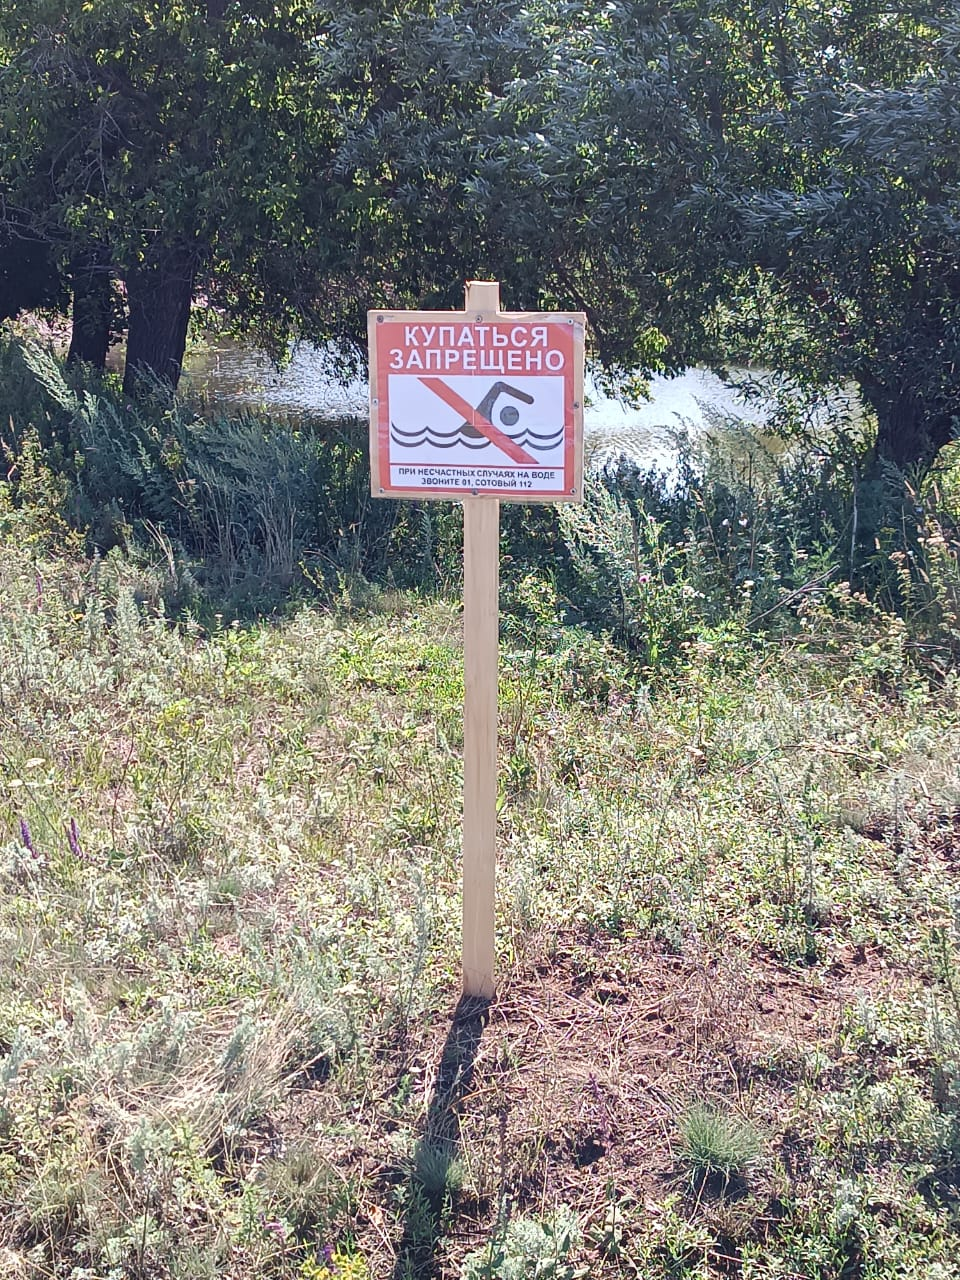 КУПАТЬСЯ
ЗАПРЕЩЕНО
ПРИ НЕСЧАСТНЫХ СЛУЧАЯХ НА ВОДЕ
ЗВОНИТЕ 01, СОТОВЫЙ 112